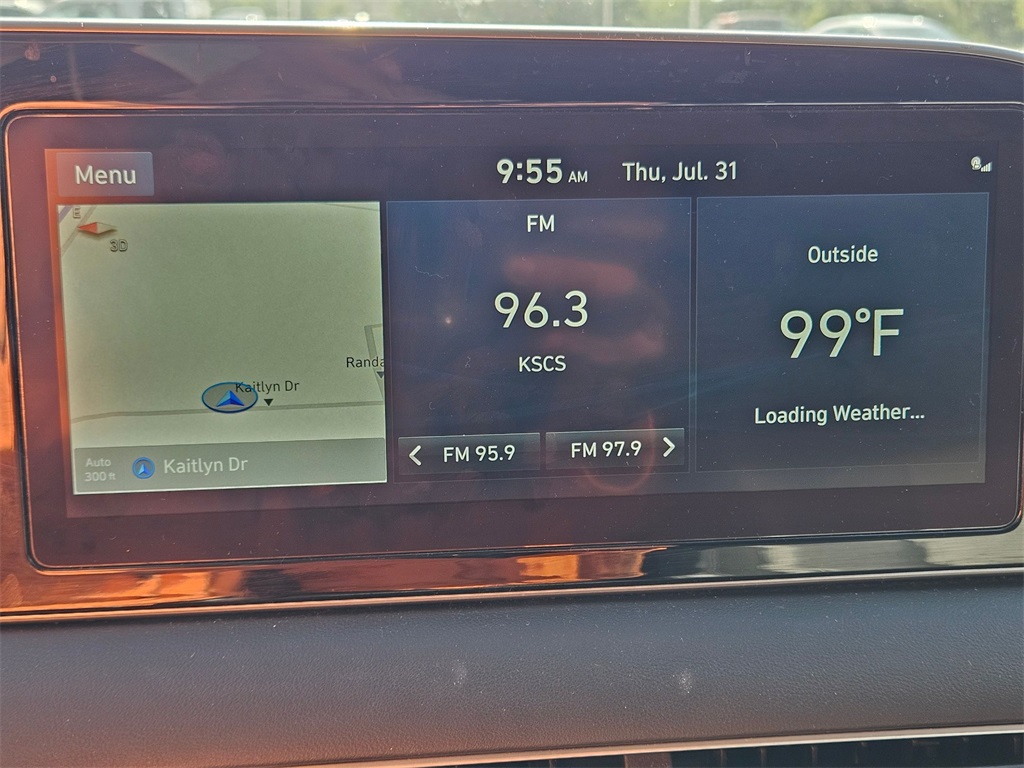 Menu
9:55 AM Thu, Jul. 31
E
3D
Randa
Kaitlyn Dr
Auto
300 ft
Kaitlyn Dr
FM
96.3
KSCS
FM 95.9
FM 97.9
Outside
99°F
Loading Weather...